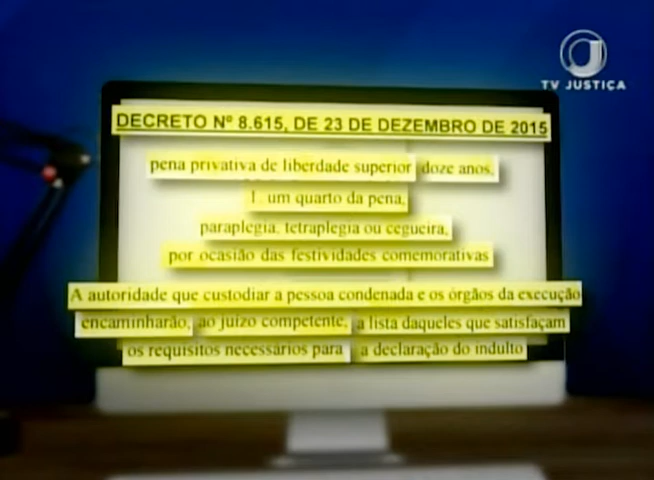 TV JUSTIÇA
DECRETO Nº 8.615, DE 23 DE DEZEMBRO DE 2015
pena privativa de liberdade superior doze anos,
1. um quarto da pena,
paraplegia, tetraplegia ou cegueira,
por ocasião das festividades comemorativas
A autoridade que custodiar a pessoa condenada e os órgãos da execução
encaminharão, ao juízo competente, a lista daqueles que satisfaçam
os requisitos necessários para a declaração do indulto